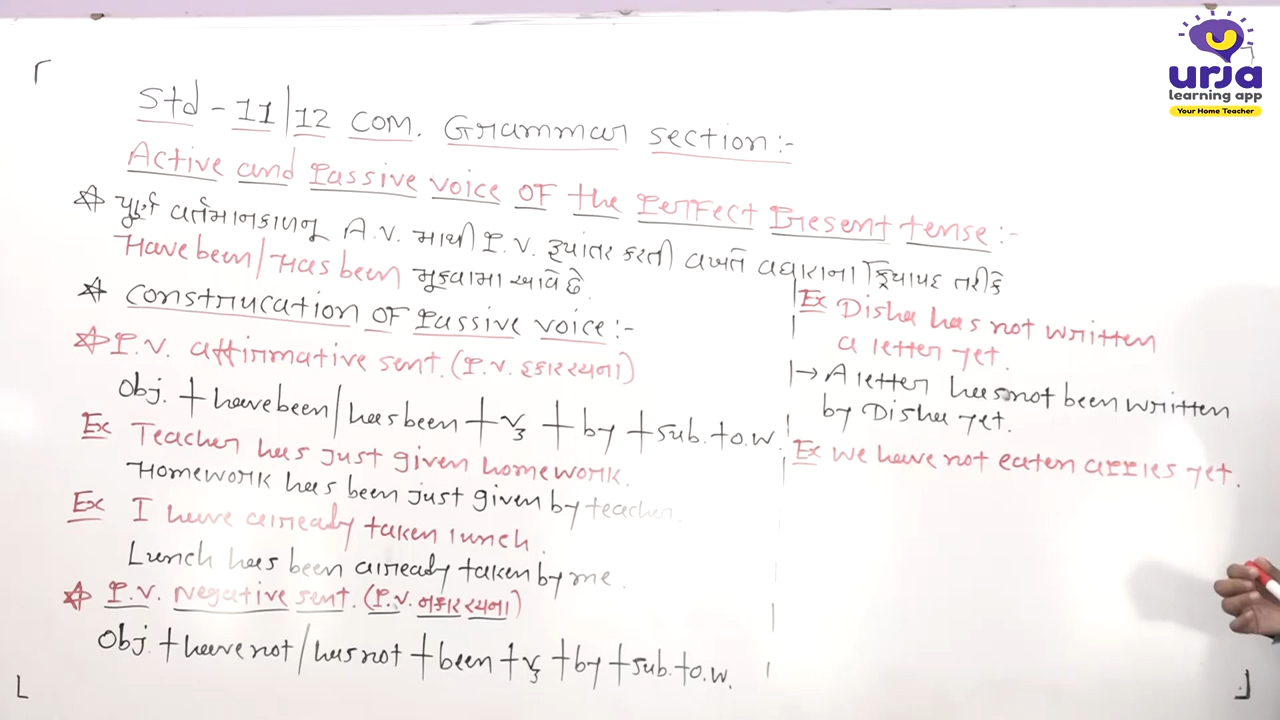 urja
learning app
Your Home Teacher
Std - 11/12 com. Grammar section:-
Active and Passive voice of the Perfect Present tense:-
☆ પૂર્ણ વર્તમાનકાળનુ A.V. માથી P.V. રૂપાંતર કરતી વખતે વધારાના ક્રિયાપદ તરીકે
Have been/Has been મૂકવામા આવે છે.
☆ construcation of Passive voice:-
☆ P.V. affirmative sent. (P.V. હકાર રચના)
Obj. + have been/has been + v3 + by + sub. to. w.
Ex Teacher has just given homework.
Homework has been just given by teacher.
Ex I have already taken lunch.
Lunch has been already taken by me.
☆ P.V. Negative sent. (P.V. નકાર રચના)
Obj. + have not/has not + been + v3 + by + sub. to. w.
Ex Disha has not written
a letter yet.
→ A letter has not been written
by Disha yet.
Ex we have not eaten apples yet.